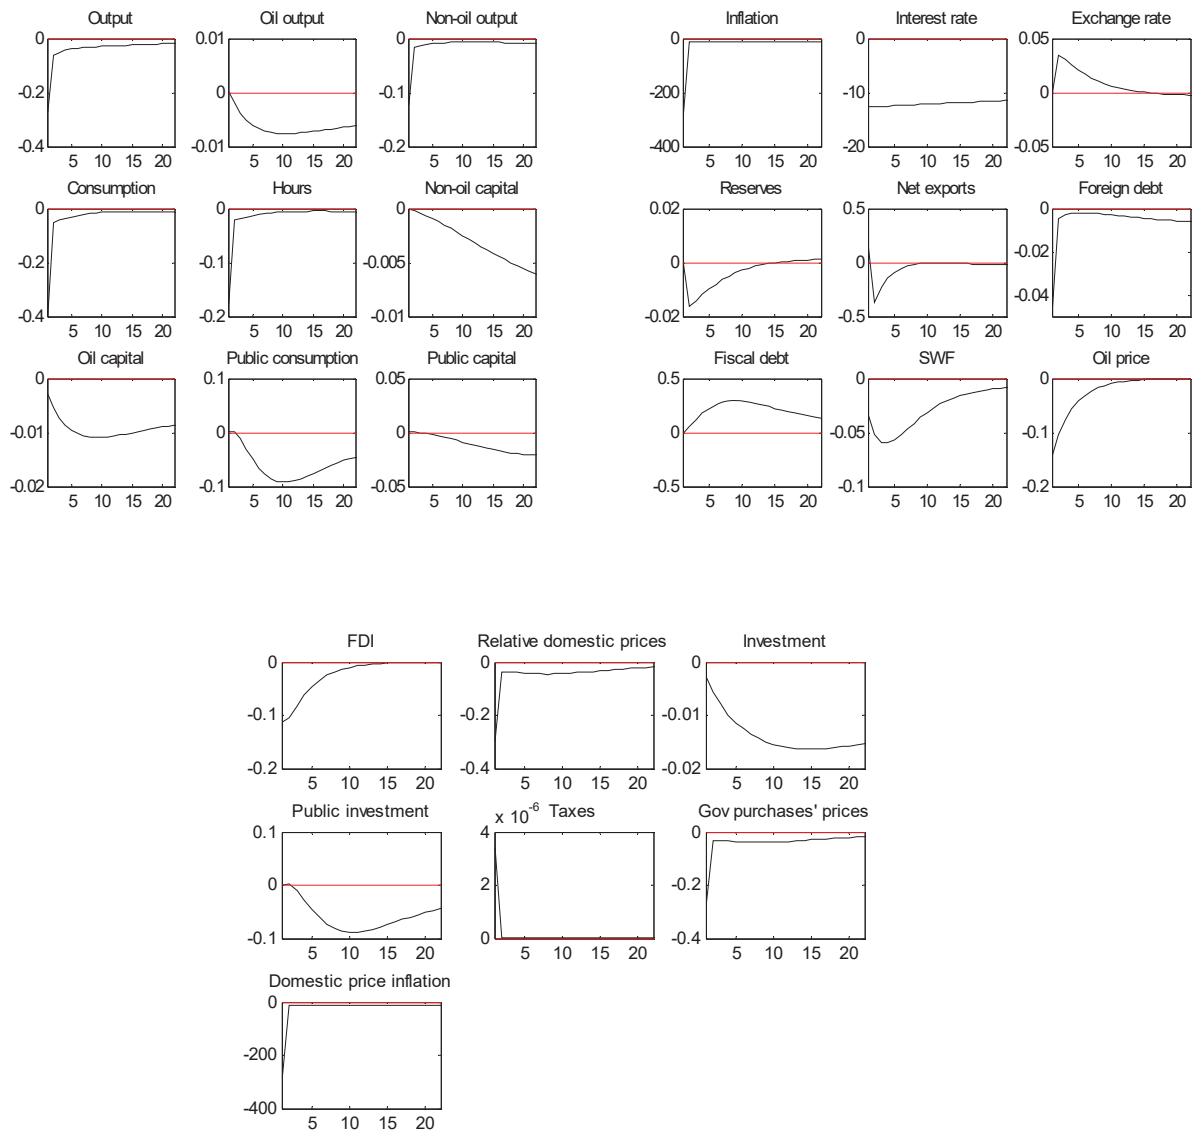 Output
0
-0.2
-0.4
5 10 15 20
Oil output
0.01
0
-0.01
5 10 15 20
Non-oil output
0
-0.1
-0.2
5 10 15 20
Inflation
0
-200
-400
5 10 15 20
Interest rate
0
-10
-20
5 10 15 20
Exchange rate
0.05
0
0.05
5 10 15 20
Consumption
0
-0.2
-0.4
5 10 15 20
Hours
0
-0.1
-0.2
5 10 15 20
Non-oil capital
0
-0.005
-0.01
5 10 15 20
Reserves
0.02
0
-0.02
5 10 15 20
Net exports
0.5
0
-0.5
5 10 15 20
Foreign debt
0
-0.02
-0.04
5 10 15 20
Oil capital
0
-0.01
-0.02
5 10 15 20
Public consumption
0.1
0
-0.1
5 10 15 20
Public capital
0.05
0
-0.05
5 10 15 20
Fiscal debt
0.5
0
-0.5
5 10 15 20
SWF
0
-0.05
-0.1
5 10 15 20
Oil price
0
-0.1
-0.2
5 10 15 20
FDI
0
-0.1
-0.2
5 10 15 20
Relative domestic prices
0
-0.2
-0.4
5 10 15 20
Investment
0
-0.01
-0.02
5 10 15 20
Public investment
0.1
0
-0.1
5 10 15 20
x 10^-6 Taxes
4
2
0
5 10 15 20
Gov purchases' prices
0
-0.2
-0.4
5 10 15 20
Domestic price inflation
0
-200
-400
5 10 15 20